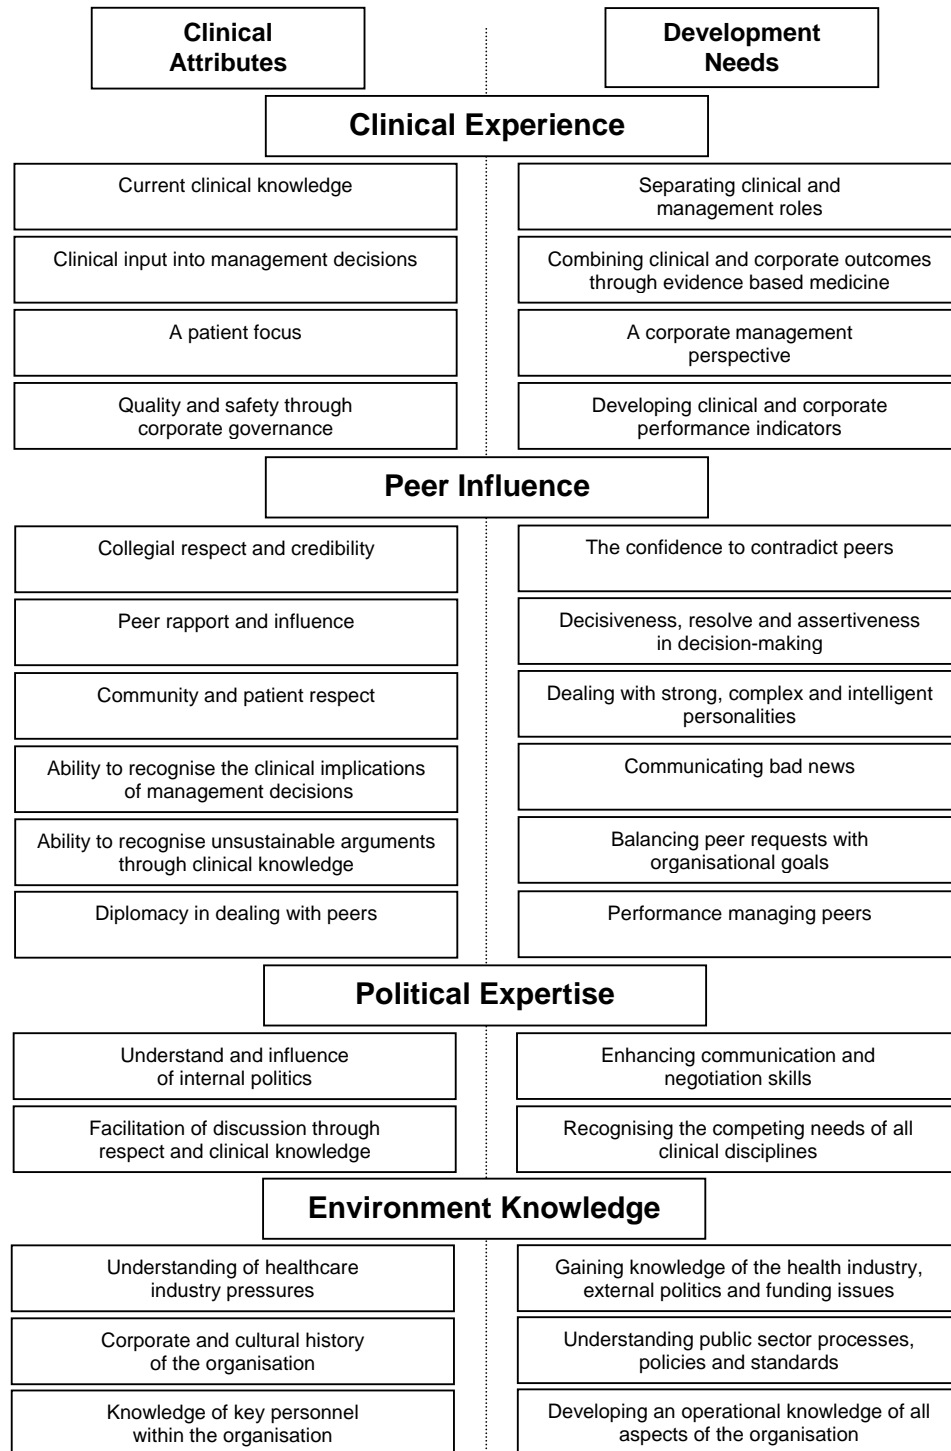 Clinical
Attributes
Development
Needs
Clinical Experience
Current clinical knowledge
Separating clinical and
management roles
Clinical input into management decisions
Combining clinical and corporate outcomes
through evidence based medicine
A patient focus
A corporate management
perspective
Quality and safety through
corporate governance
Developing clinical and corporate
performance indicators
Peer Influence
Collegial respect and credibility
The confidence to contradict peers
Peer rapport and influence
Decisiveness, resolve and assertiveness
in decision-making
Community and patient respect
Dealing with strong, complex and intelligent
personalities
Ability to recognise the clinical implications
of management decisions
Communicating bad news
Ability to recognise unsustainable arguments
through clinical knowledge
Balancing peer requests with
organisational goals
Diplomacy in dealing with peers
Performance managing peers
Political Expertise
Understand and influence
of internal politics
Enhancing communication and
negotiation skills
Facilitation of discussion through
respect and clinical knowledge
Recognising the competing needs of all
clinical disciplines
Environment Knowledge
Understanding of healthcare
industry pressures
Gaining knowledge of the health industry,
external politics and funding issues
Corporate and cultural history
of the organisation
Understanding public sector processes,
policies and standards
Knowledge of key personnel
within the organisation
Developing an operational knowledge of all
aspects of the organisation